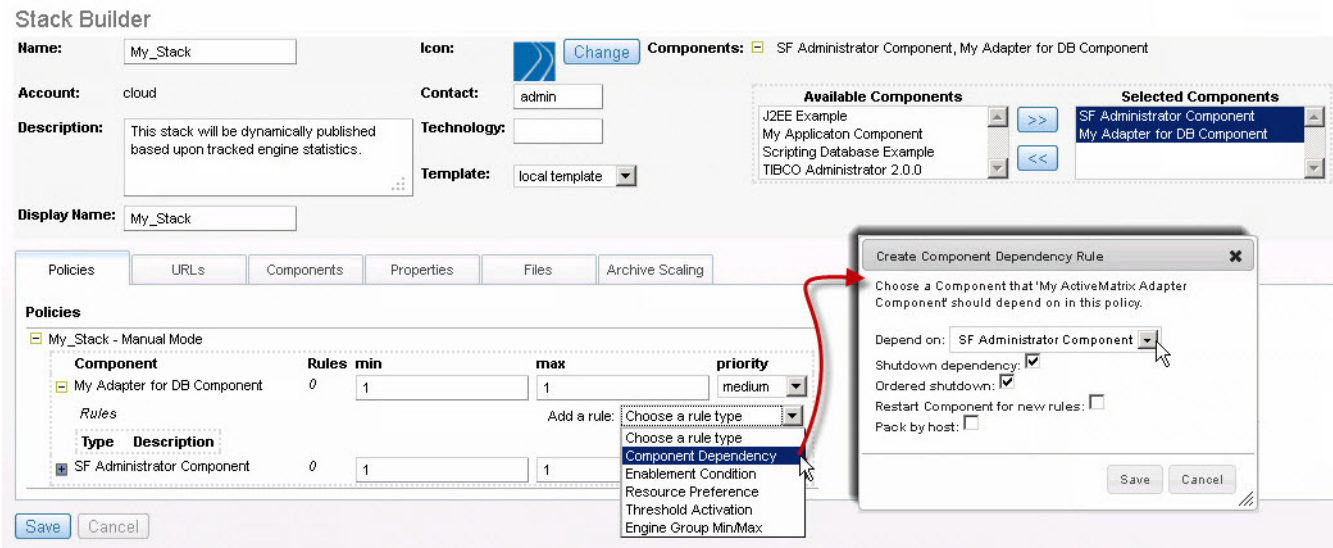 Stack Builder
Name: My_Stack Icon: Change Components: SF Administrator Component, My Adapter for DB Component
Account: cloud Contact: admin
Available Components Selected Components
J2EE Example
My Applicaton Component
Scripting Database Example
TIBCO Administrator 2.0.0
>>
<<
SF Administrator Component
My Adapter for DB Component
Description: This stack will be dynamically published
based upon tracked engine statistics.
Technology:
Template: local template
Display Name: My_Stack
Policies URLs Components Properties Files Archive Scaling
Policies
My_Stack - Manual Mode
Component Rules min max priority
My Adapter for DB Component 0 1 1 medium
Rules Add a rule: Choose a rule type
Type Description
Choose a rule type
Component Dependency
Enablement Condition
Resource Preference
Threshold Activation
Engine Group Min/Max
SF Administrator Component 0 1 1
Save Cancel
Create Component Dependency Rule
Choose a Component that 'My ActiveMatrix Adapter
Component' should depend on in this policy.
Depend on: SF Administrator Component
Shutdown dependency:
Ordered shutdown:
Restart Component for new rules:
Pack by host:
Save Cancel